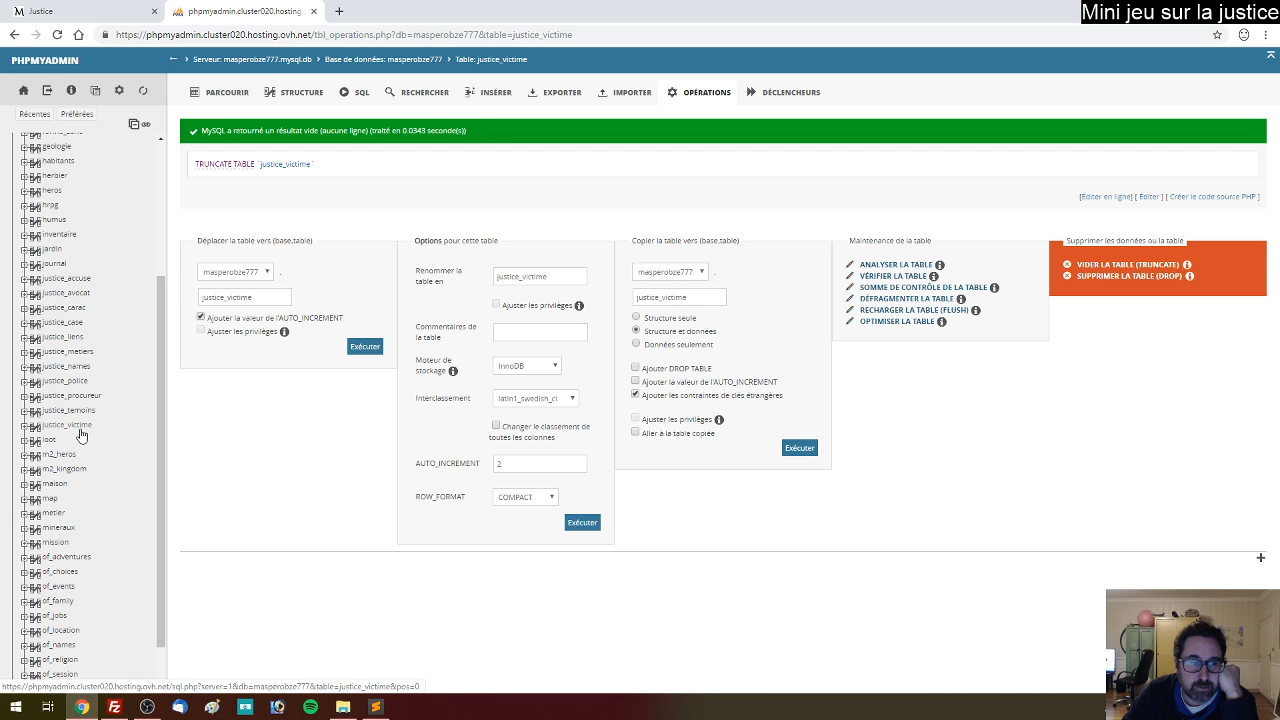 Justice
phpmyadmin.cluster020.hosting.ov
Mini jeu sur la justice
https://phpmyadmin.cluster020.hosting.ovh.net/tbl_operations.php?db=masperobze777&table=justice_victime
PHPMYADMIN
Serveur: masperobze777.mysql.db » Base de données: masperobze777 » Table: justice_victime
PARCOURIR STRUCTURE SQL RECHERCHER INSÉRER EXPORTER IMPORTER OPÉRATIONS DÉCLENCHEURS
Récentes Préférées
MySQL a retourné un résultat vide (aucune ligne) (traité en 0.0343 seconde(s))
TRUNCATE TABLE `justice_victime`
[Éditer en ligne] [ Éditer ] [ Créer le code source PHP ]
geologie
habitants
herbier
heros
hrpg
humus
inventaire
jardin
journal
justice_accuse
justice_avocat
justice_carac
justice_case
justice_liens
justice_metiers
justice_names
justice_police
justice_procureur
justice_temoins
justice_victime
loot
m2_heros
m2_kingdom
maison
map
metier
mineraux
mission
of_adventures
of_choices
of_events
of_family
of_jobs
of_location
of_names
of_religion
of_session
Déplacer la table vers (base,table)
masperobze777 .
justice_victime
Ajouter la valeur de l'AUTO_INCREMENT
Ajuster les privilèges
Exécuter
Options pour cette table
Renommer la table en
justice_victime
Ajuster les privilèges
Commentaires de la table
Moteur de stockage
InnoDB
Interclassement
latin1_swedish_ci
Changer le classement de toutes les colonnes
AUTO_INCREMENT
2
ROW_FORMAT
COMPACT
Exécuter
Copier la table vers (base,table)
masperobze777 .
justice_victime
Structure seule
Structure et données
Données seulement
Ajouter DROP TABLE
Ajouter la valeur de l'AUTO_INCREMENT
Ajouter les contraintes de clés étrangères
Ajuster les privilèges
Aller à la table copiée
Exécuter
Maintenance de la table
ANALYSER LA TABLE
VÉRIFIER LA TABLE
SOMME DE CONTRÔLE DE LA TABLE
DÉFRAGMENTER LA TABLE
RECHARGER LA TABLE (FLUSH)
OPTIMISER LA TABLE
Supprimer les données ou la table
VIDER LA TABLE (TRUNCATE)
SUPPRIMER LA TABLE (DROP)
https://phpmyadmin.cluster020.hosting.ovh.net/sql.php?server=1&db=masperobze777&table=justice_victime&pos=0